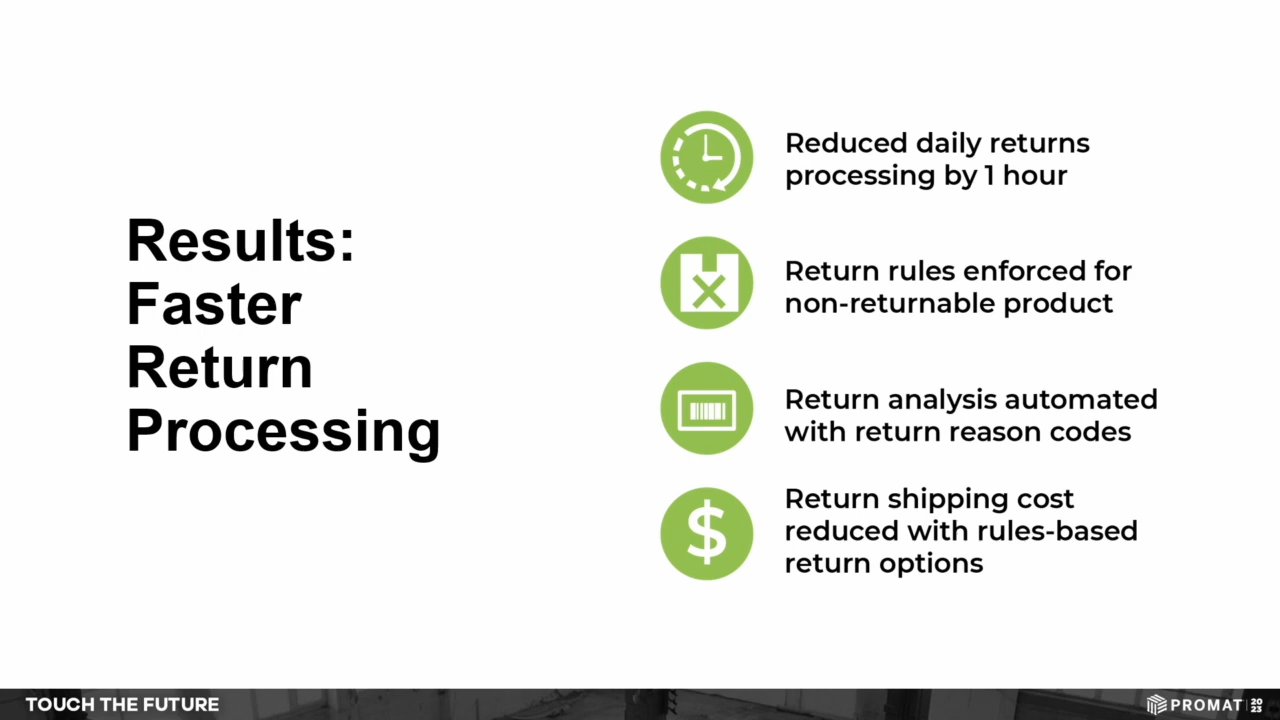 Results:
Faster
Return
Processing
Reduced daily returns
processing by 1 hour
Return rules enforced for
non-returnable product
Return analysis automated
with return reason codes
$
Return shipping cost
reduced with rules-based
return options
TOUCH THE FUTURE
PROMAT 20
23